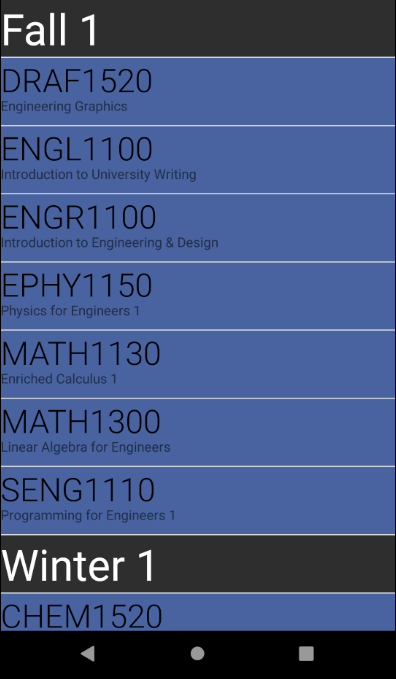 Fall 1
DRAF1520
Engineering Graphics
ENGL1100
Introduction to University Writing
ENGR1100
Introduction to Engineering & Design
EPHY1150
Physics for Engineers 1
MATH1130
Enriched Calculus 1
MATH1300
Linear Algebra for Engineers
SENG1110
Programming for Engineers 1
Winter 1
CHEM1520